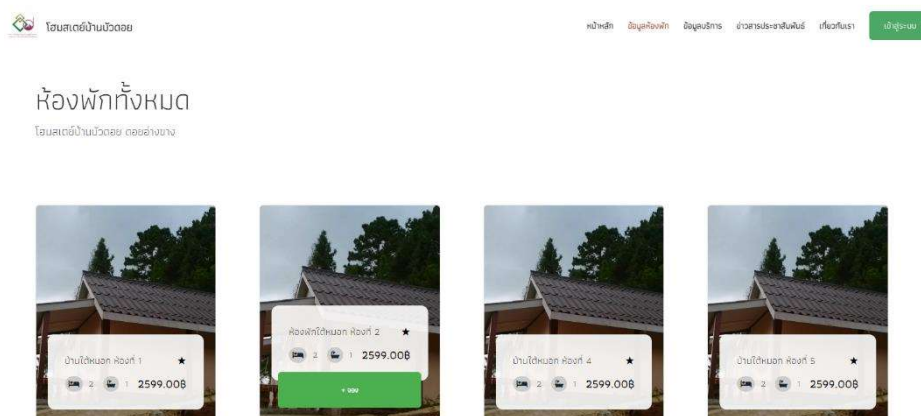 โฮมสเตย์บ้านบัวดอย
หน้าหลัก ข้อมูลห้องพัก ข้อมูลบริการ ข่าวสารประชาสัมพันธ์ เกี่ยวกับเรา เข้าสู่ระบบ
ห้องพักทั้งหมด
โฮมสเตย์บ้านบัวดอย ดอยอ่างขาง
บ้านใต้หมอก ห้องที่ 1
2 1 2599.00฿
ห้องพักใต้หมอก ห้องที่ 2
2 1 2599.00฿
+ จอง
บ้านใต้หมอก ห้องที่ 4
2 1 2599.00฿
บ้านใต้หมอก ห้องที่ 5
2 1 2599.00฿